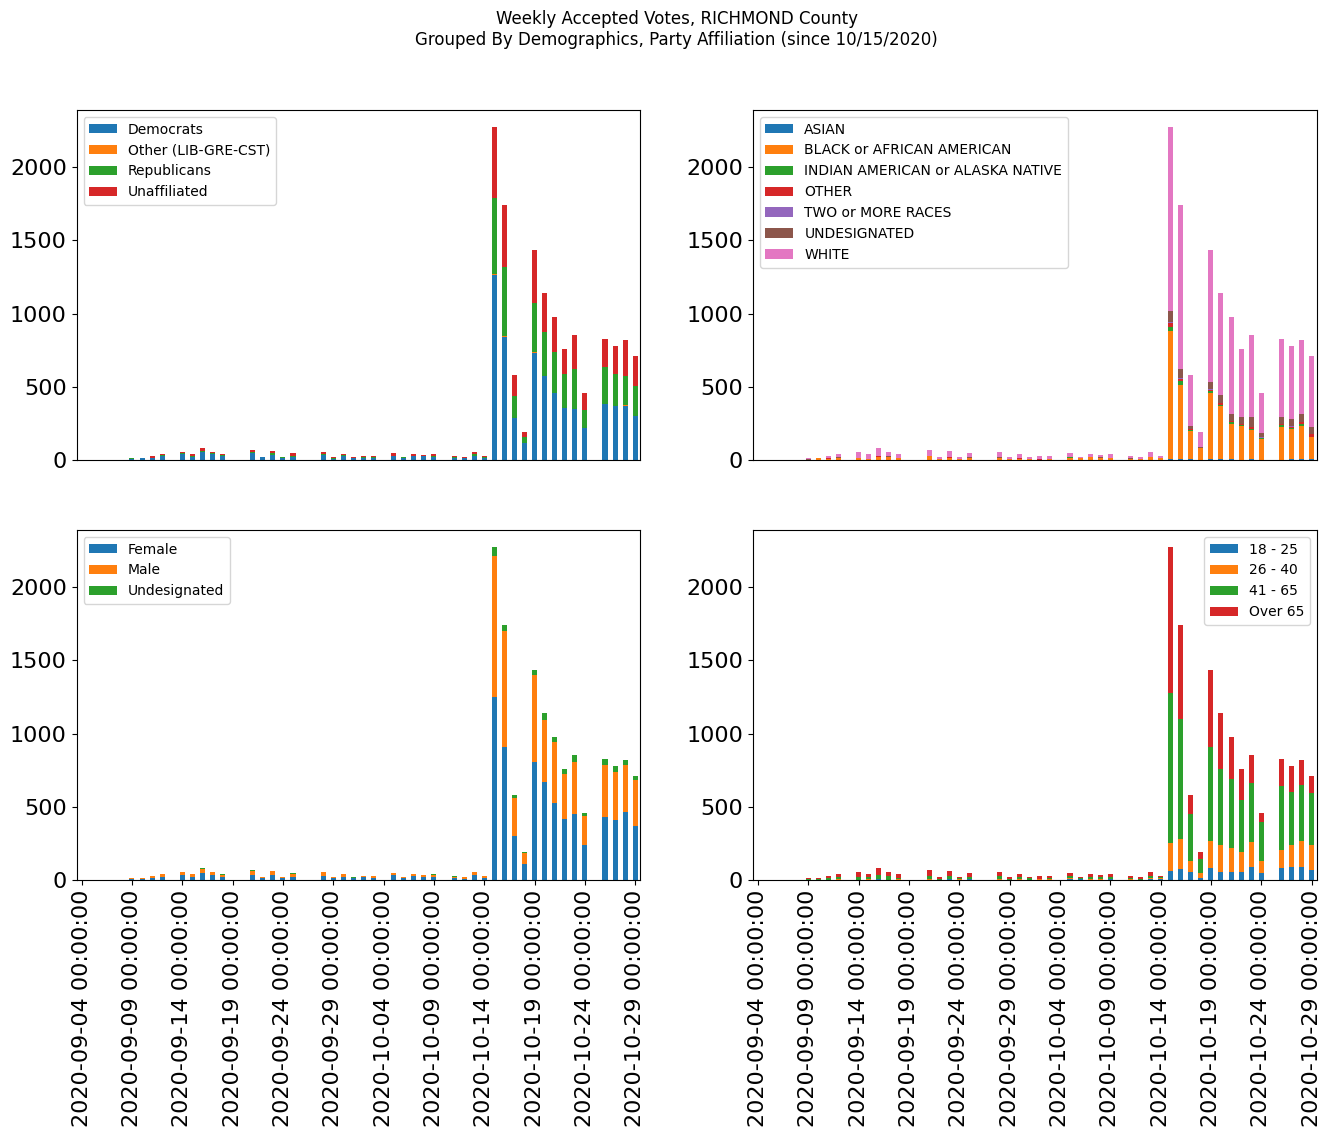 Weekly Accepted Votes, RICHMOND County
Grouped By Demographics, Party Affiliation (since 10/15/2020)
Democrats
Other (LIB-GRE-CST)
Republicans
Unaffiliated
2000
1500
1000
500
0
ASIAN
BLACK or AFRICAN AMERICAN
INDIAN AMERICAN or ALASKA NATIVE
OTHER
TWO or MORE RACES
UNDESIGNATED
WHITE
2000
1500
1000
500
0
Female
Male
Undesignated
2000
1500
1000
500
0
2020-09-04 00:00:00
2020-09-09 00:00:00
2020-09-14 00:00:00
2020-09-19 00:00:00
2020-09-24 00:00:00
2020-09-29 00:00:00
2020-10-04 00:00:00
2020-10-09 00:00:00
2020-10-14 00:00:00
2020-10-19 00:00:00
2020-10-24 00:00:00
2020-10-29 00:00:00
18 - 25
26 - 40
41 - 65
Over 65
2000
1500
1000
500
0
2020-09-04 00:00:00
2020-09-09 00:00:00
2020-09-14 00:00:00
2020-09-19 00:00:00
2020-09-24 00:00:00
2020-09-29 00:00:00
2020-10-04 00:00:00
2020-10-09 00:00:00
2020-10-14 00:00:00
2020-10-19 00:00:00
2020-10-24 00:00:00
2020-10-29 00:00:00